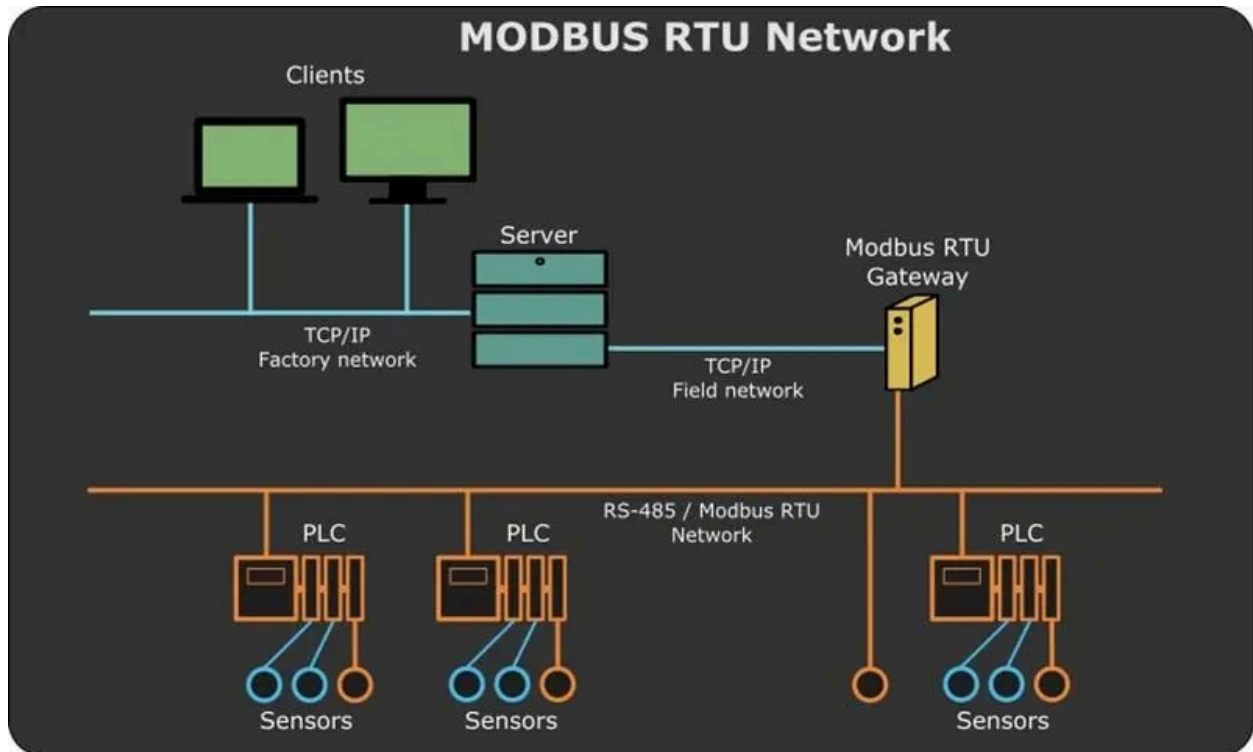 MODBUS RTU Network
Clients
Server
Modbus RTU
Gateway
TCP/IP
Factory network
TCP/IP
Field network
RS-485 / Modbus RTU
Network
PLC
PLC
PLC
Sensors
Sensors
Sensors